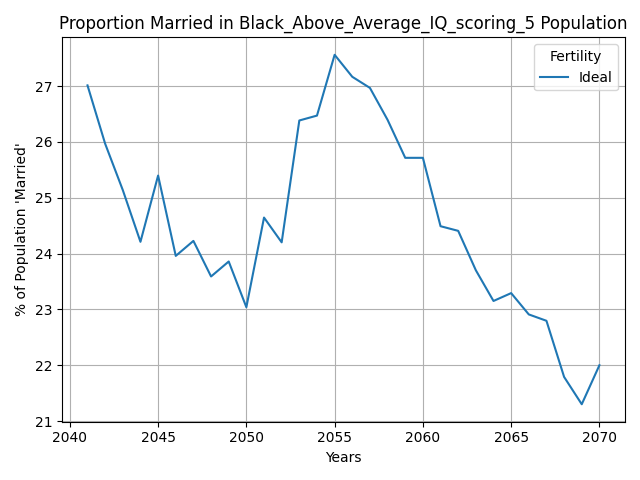 Proportion Married in Black_Above_Average_IQ_scoring_5 Population
Fertility
Ideal
% of Population 'Married'
27
26
25
24
23
22
21
2040 2045 2050 2055 2060 2065 2070
Years